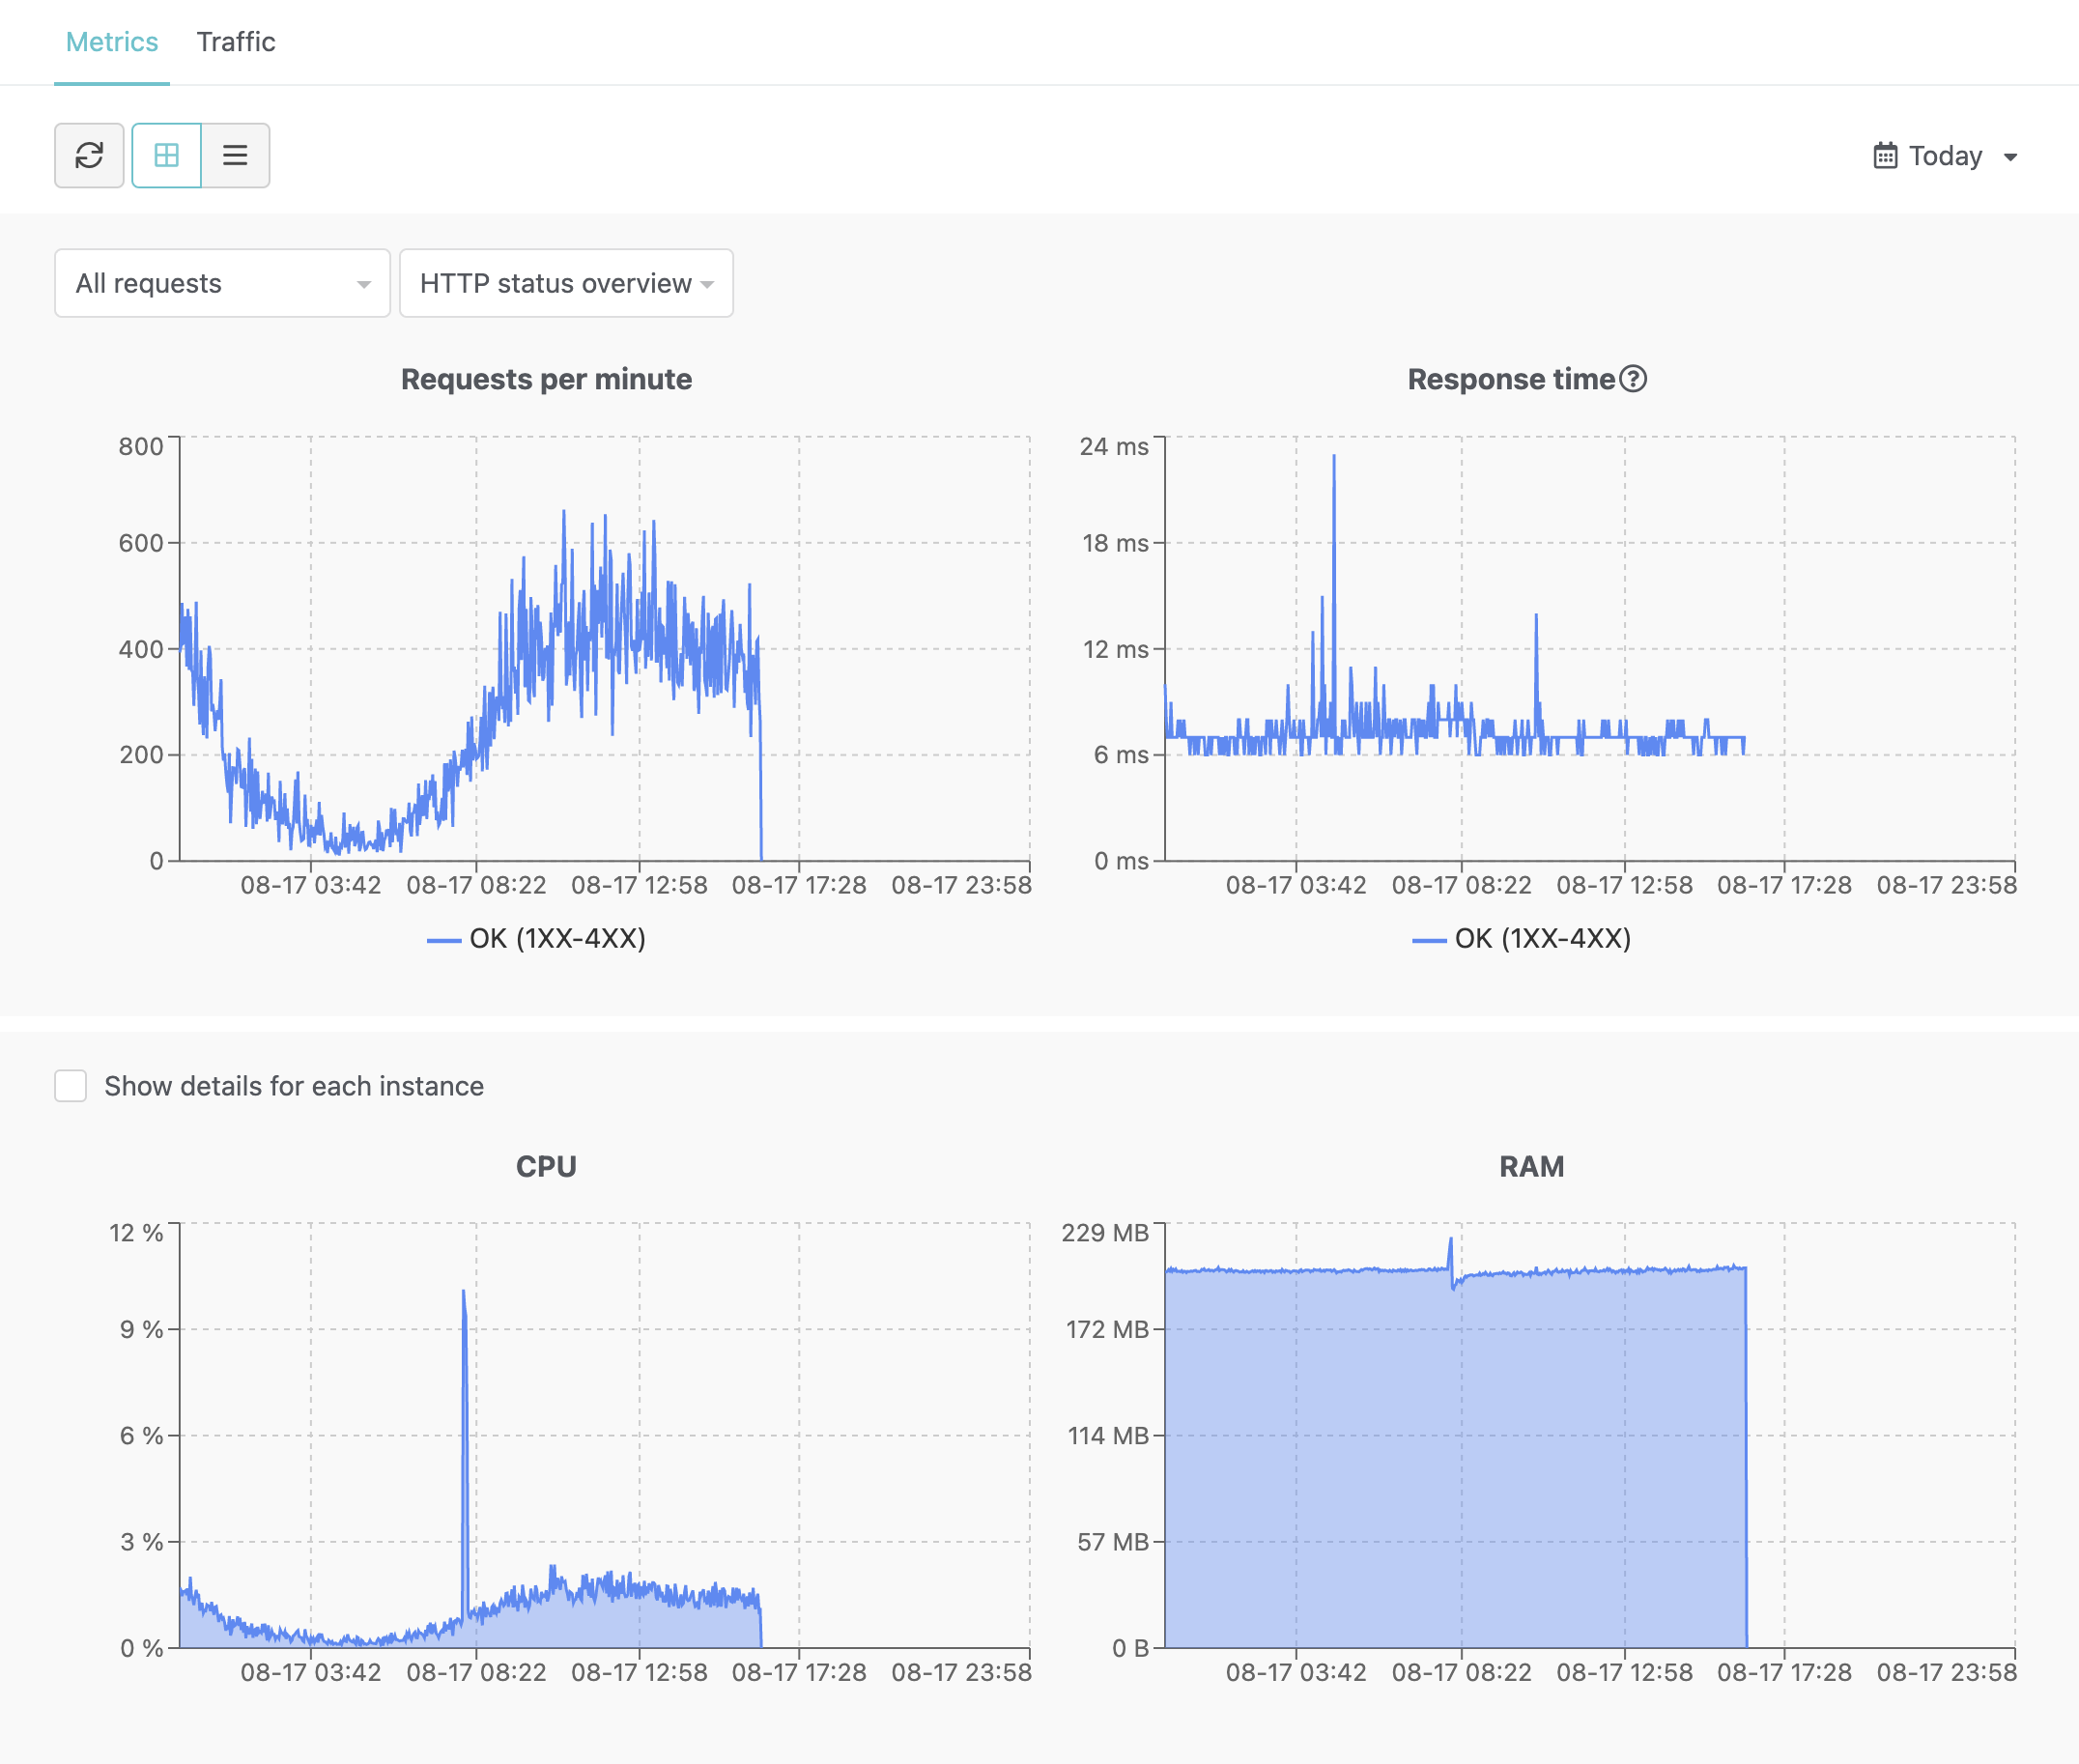 Metrics Traffic
Today
All requests HTTP status overview
Requests per minute
800
600
400
200
0
08-17 03:42 08-17 08:22 08-17 12:58 08-17 17:28 08-17 23:58
OK (1XX-4XX)
Response time
24 ms
18 ms
12 ms
6 ms
0 ms
08-17 03:42 08-17 08:22 08-17 12:58 08-17 17:28 08-17 23:58
OK (1XX-4XX)
Show details for each instance
CPU
12 %
9 %
6 %
3 %
0 %
08-17 03:42 08-17 08:22 08-17 12:58 08-17 17:28 08-17 23:58
RAM
229 MB
172 MB
114 MB
57 MB
0 B
08-17 03:42 08-17 08:22 08-17 12:58 08-17 17:28 08-17 23:58